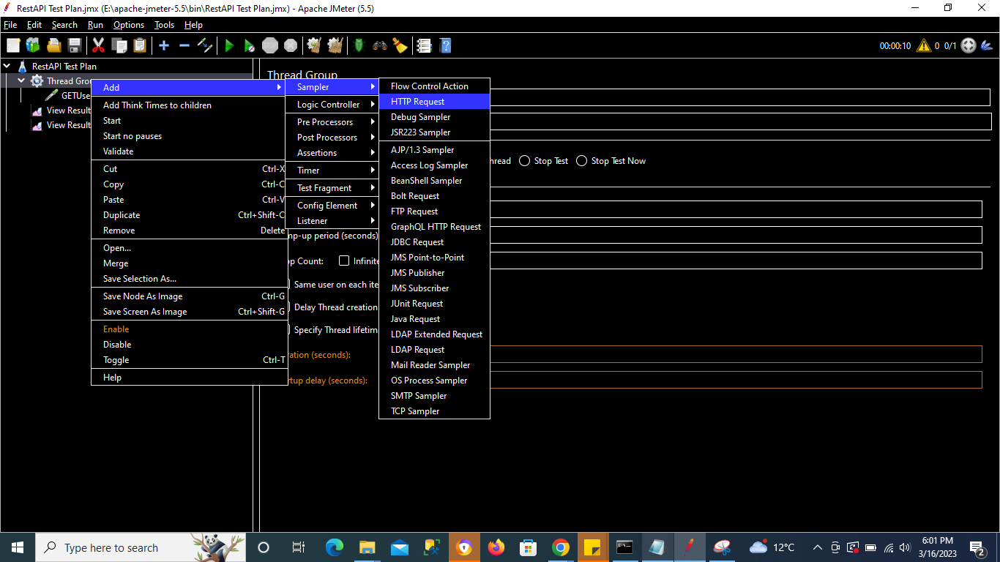 RestAPI Test Plan.jmx (E:\apache-jmeter-5.5\bin\RestAPI Test Plan.jmx) - Apache JMeter (5.5)
File Edit Search Run Options Tools Help
00:00:10 0 0/1
RestAPI Test Plan
Thread Grou
GETUse
View Result
View Result
Add
Add Think Times to children
Start
Start no pauses
Validate
Cut Ctrl-X
Copy Ctrl-C
Paste Ctrl-V
Duplicate Ctrl+Shift-C
Remove Delete
Open...
Merge
Save Selection As...
Save Node As Image Ctrl-G
Save Screen As Image Ctrl+Shift-G
Enable
Disable
Toggle Ctrl-T
Help
Sampler
Logic Controller
Pre Processors
Post Processors
Assertions
Timer
Test Fragment
Config Element
Listener
Flow Control Action
HTTP Request
Debug Sampler
JSR223 Sampler
AJP/1.3 Sampler
Access Log Sampler
BeanShell Sampler
Bolt Request
FTP Request
GraphQL HTTP Request
JDBC Request
JMS Point-to-Point
JMS Publisher
JMS Subscriber
JUnit Request
Java Request
LDAP Extended Request
LDAP Request
Mail Reader Sampler
OS Process Sampler
SMTP Sampler
TCP Sampler
Thread Group
hread Stop Test Stop Test Now
mp-up period (seconds)
op Count: Infinite
Same user on each ite
Delay Thread creation
Specify Thread lifetim
ration (seconds):
rtup delay (seconds):
Type here to search
12°C
6:01 PM
3/16/2023
2